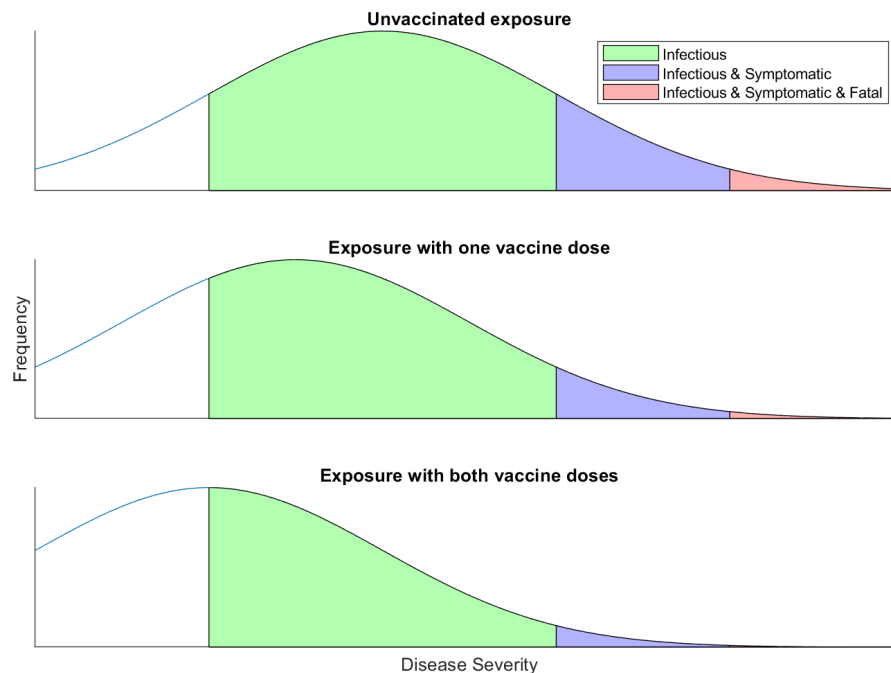 Unvaccinated exposure
Infectious
Infectious & Symptomatic
Infectious & Symptomatic & Fatal
Exposure with one vaccine dose
Frequency
Exposure with both vaccine doses
Disease Severity